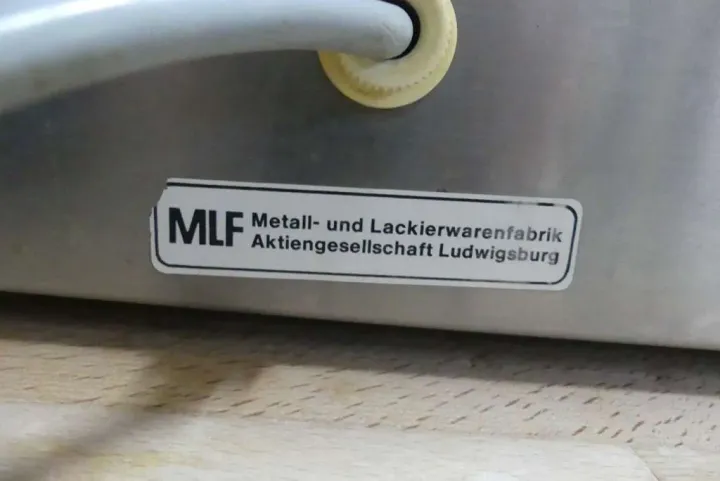 MLF Metall- und Lackierwarenfabrik
Aktiengesellschaft Ludwigsburg